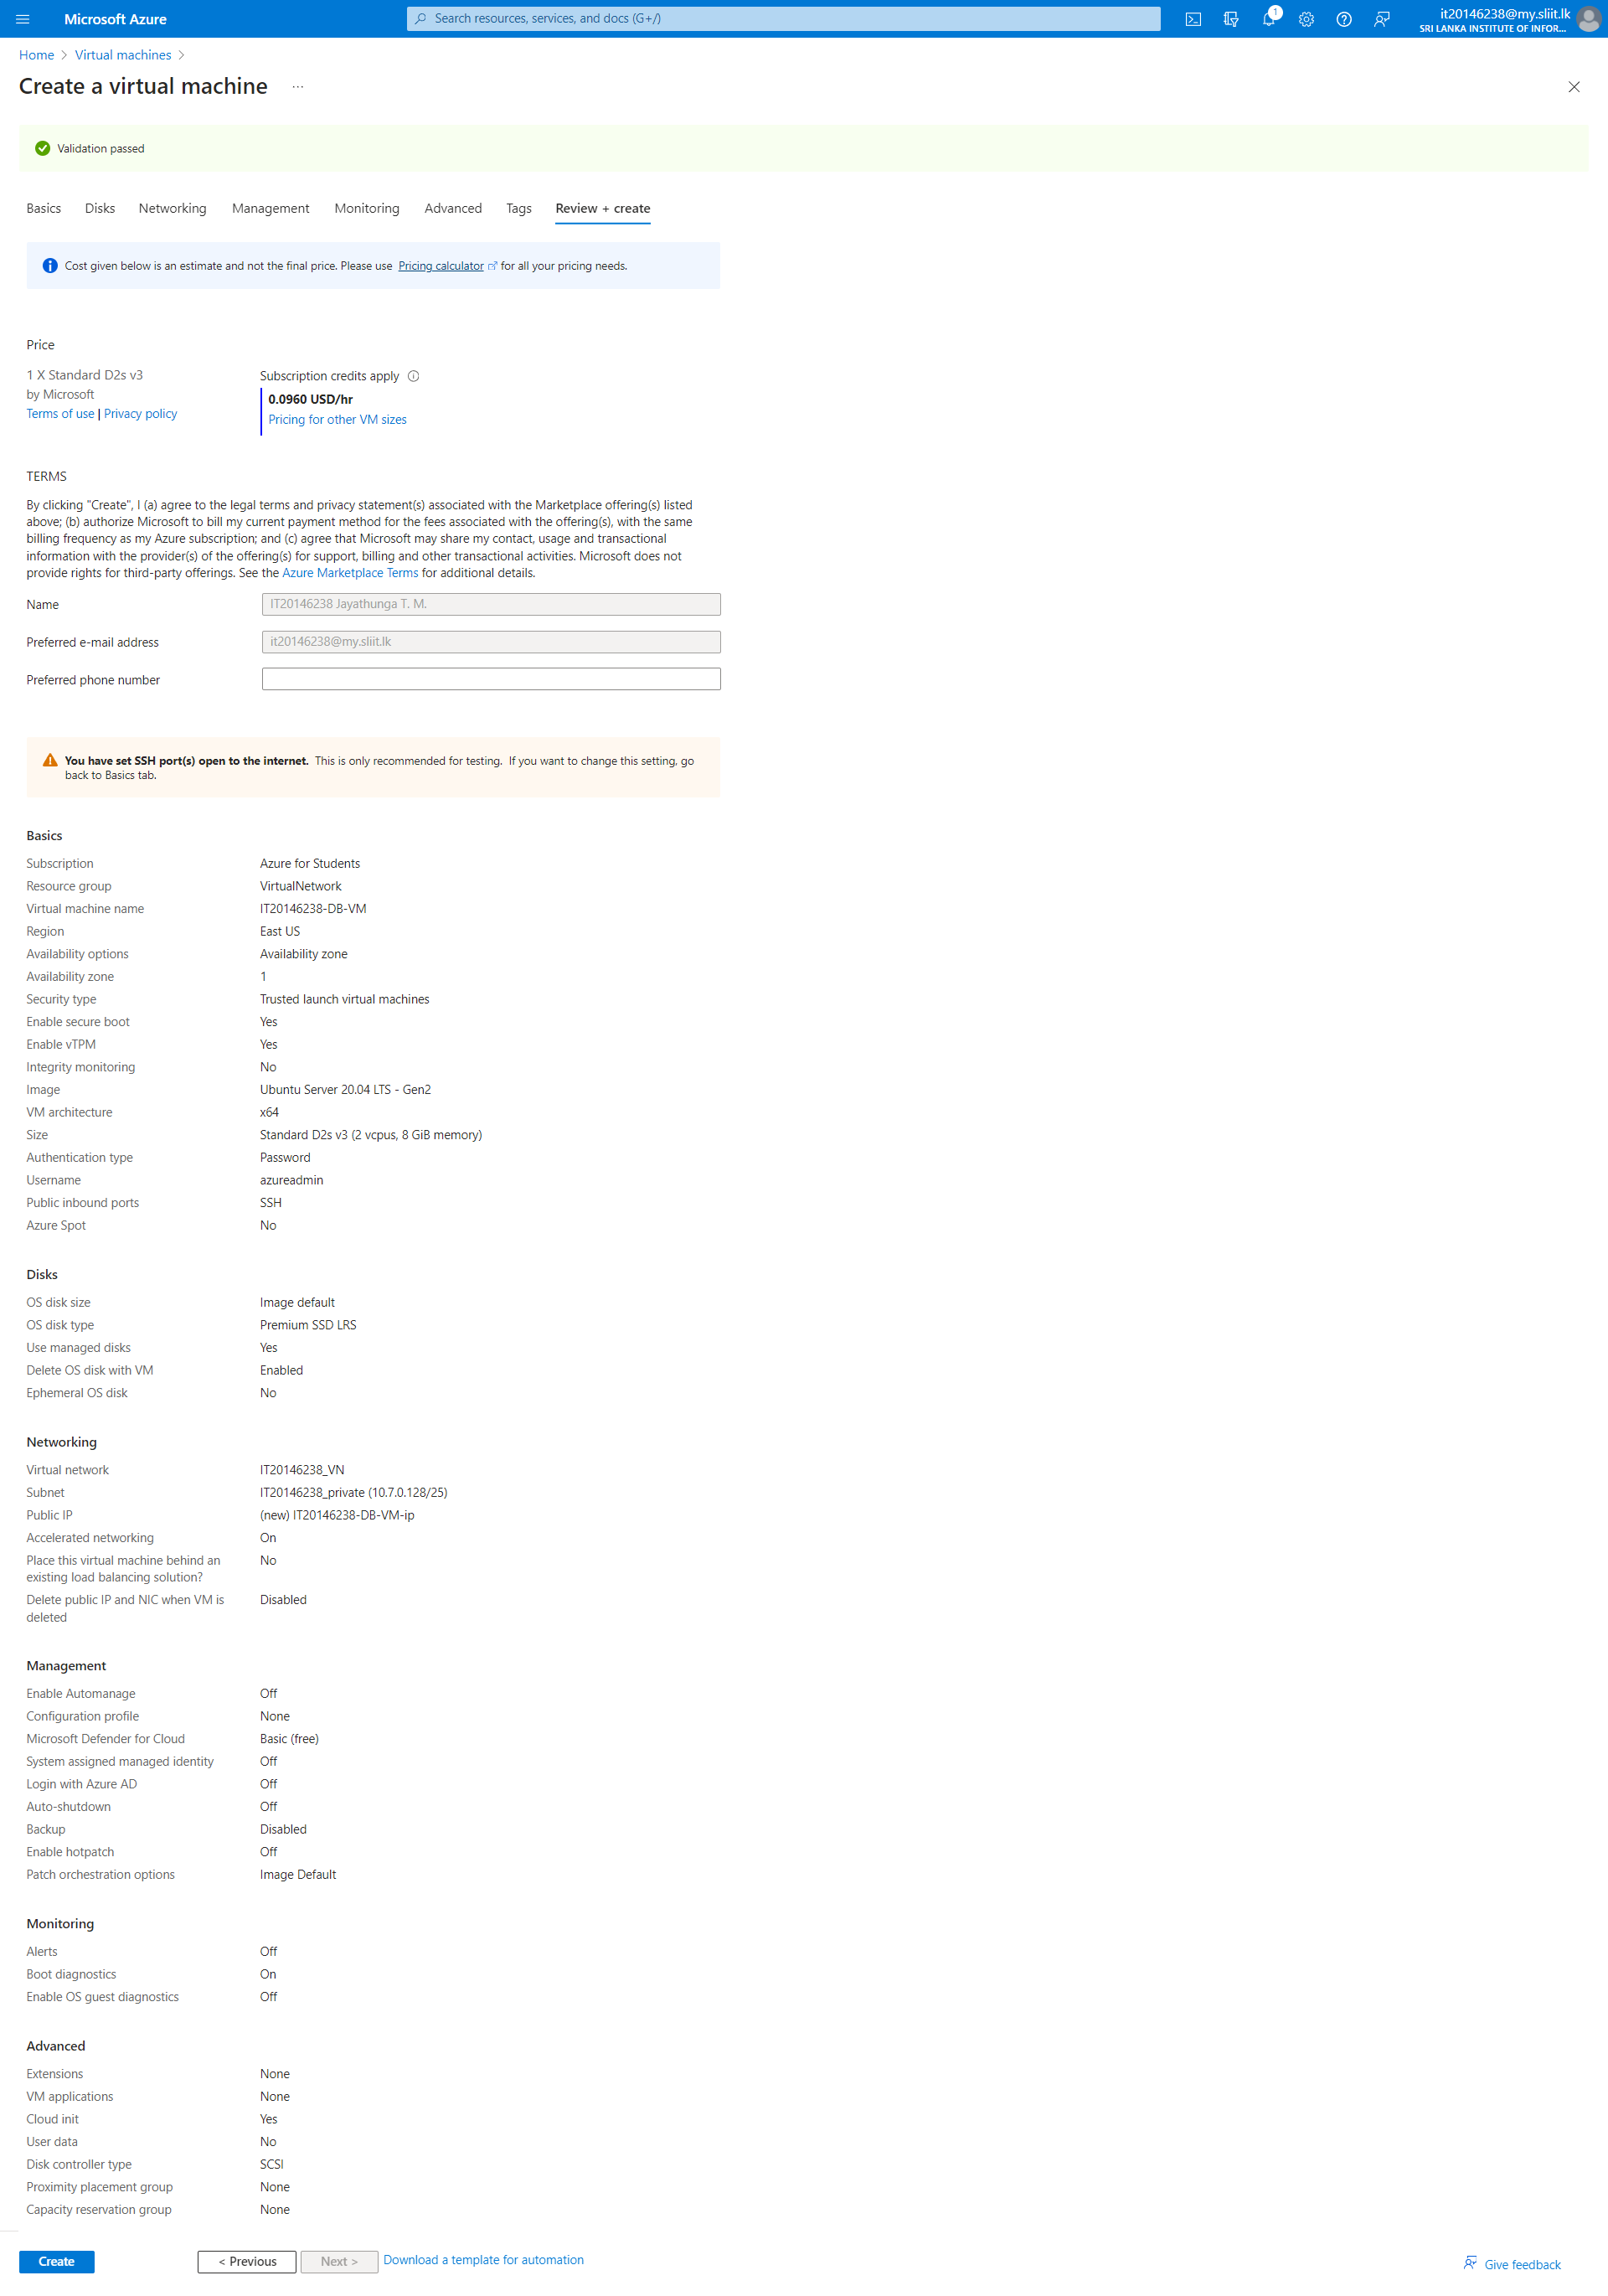 Microsoft Azure
Search resources, services, and docs (G+/)
1
it20146238@my.sliit.lk
SRI LANKA INSTITUTE OF INFOR...
Home > Virtual machines >
Create a virtual machine ...
Validation passed
Basics Disks Networking Management Monitoring Advanced Tags Review + create
Cost given below is an estimate and not the final price. Please use Pricing calculator for all your pricing needs.
Price
1 X Standard D2s v3
by Microsoft
Terms of use | Privacy policy
Subscription credits apply
0.0960 USD/hr
Pricing for other VM sizes
TERMS
By clicking "Create", I (a) agree to the legal terms and privacy statement(s) associated with the Marketplace offering(s) listed
above; (b) authorize Microsoft to bill my current payment method for the fees associated with the offering(s), with the same
billing frequency as my Azure subscription; and (c) agree that Microsoft may share my contact, usage and transactional
information with the provider(s) of the offering(s) for support, billing and other transactional activities. Microsoft does not
provide rights for third-party offerings. See the Azure Marketplace Terms for additional details.
Name IT20146238 Jayathunga T. M.
Preferred e-mail address it20146238@my.sliit.lk
Preferred phone number
You have set SSH port(s) open to the internet. This is only recommended for testing. If you want to change this setting, go
back to Basics tab.
Basics
Subscription Azure for Students
Resource group VirtualNetwork
Virtual machine name IT20146238-DB-VM
Region East US
Availability options Availability zone
Availability zone 1
Security type Trusted launch virtual machines
Enable secure boot Yes
Enable vTPM Yes
Integrity monitoring No
Image Ubuntu Server 20.04 LTS - Gen2
VM architecture x64
Size Standard D2s v3 (2 vcpus, 8 GiB memory)
Authentication type Password
Username azureadmin
Public inbound ports SSH
Azure Spot No
Disks
OS disk size Image default
OS disk type Premium SSD LRS
Use managed disks Yes
Delete OS disk with VM Enabled
Ephemeral OS disk No
Networking
Virtual network IT20146238_VN
Subnet IT20146238_private (10.7.0.128/25)
Public IP (new) IT20146238-DB-VM-ip
Accelerated networking On
Place this virtual machine behind an No
existing load balancing solution?
Delete public IP and NIC when VM is Disabled
deleted
Management
Enable Automanage Off
Configuration profile None
Microsoft Defender for Cloud Basic (free)
System assigned managed identity Off
Login with Azure AD Off
Auto-shutdown Off
Backup Disabled
Enable hotpatch Off
Patch orchestration options Image Default
Monitoring
Alerts Off
Boot diagnostics On
Enable OS guest diagnostics Off
Advanced
Extensions None
VM applications None
Cloud init Yes
User data No
Disk controller type SCSI
Proximity placement group None
Capacity reservation group None
Create < Previous Next > Download a template for automation Give feedback